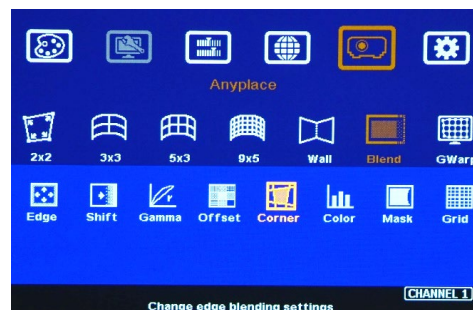 Anyplace
2x2 3x3 5x3 9x5 Wall Blend GWarp
Edge Shift Gamma Offset Corner Color Mask Grid
CHANNEL 1
Change edge blending settings